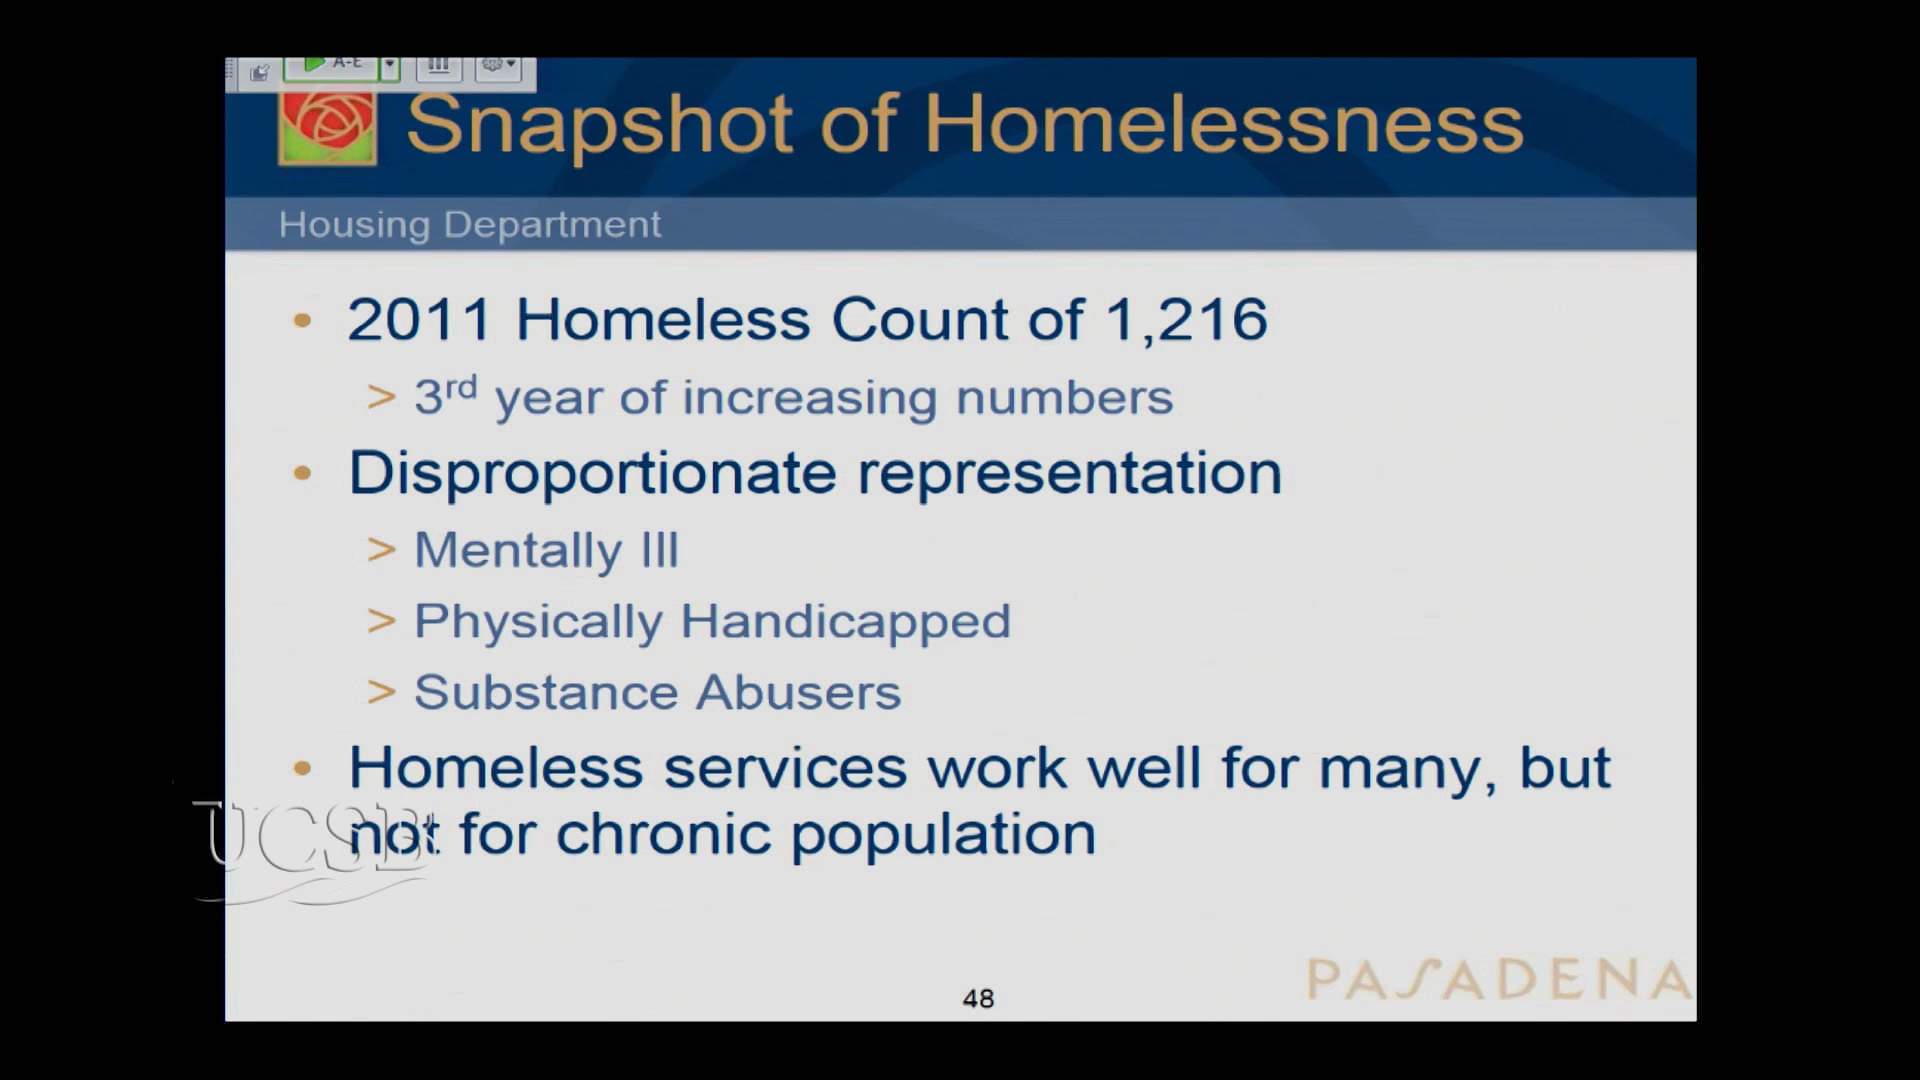 A-E
Snapshot of Homelessness
Housing Department
• 2011 Homeless Count of 1,216
> 3rd year of increasing numbers
• Disproportionate representation
> Mentally Ill
> Physically Handicapped
> Substance Abusers
• Homeless services work well for many, but
not for chronic population
UCSB
PASADENA
48